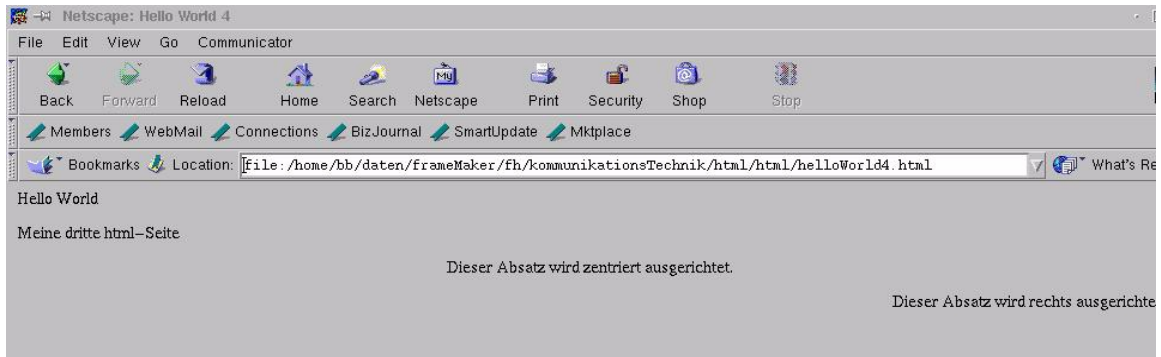 Netscape: Hello World 4
File Edit View Go Communicator
My
Back Forward Reload Home Search Netscape Print Security Shop Stop
Members WebMail Connections BizJournal SmartUpdate Mktplace
Bookmarks Location: file:/home/bb/daten/frameMaker/fh/kommunikationsTechnik/html/html/helloWorld4.html What's Re
Hello World
Meine dritte html-Seite
Dieser Absatz wird zentriert ausgerichtet.
Dieser Absatz wird rechts ausgerichte